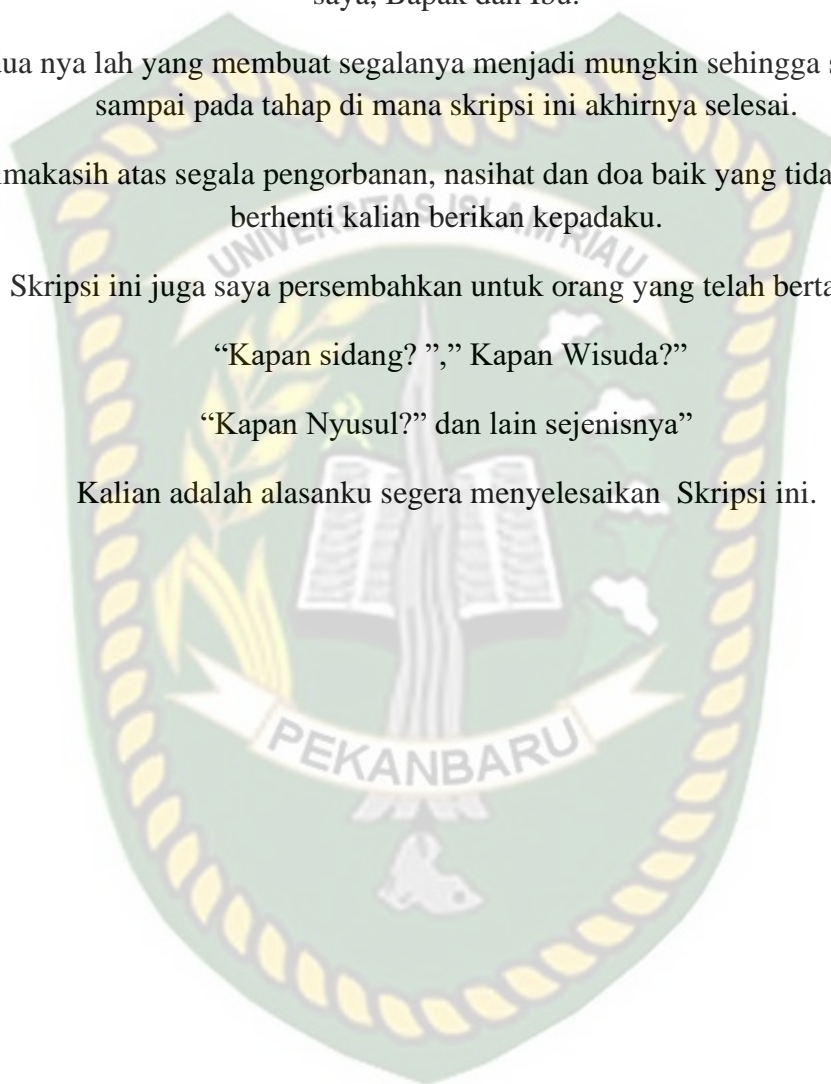 saya, Bapak dan Ibu.
nya lah yang membuat segalanya menjadi mungkin sehingga
sampai pada tahap di mana skripsi ini akhirnya selesai.
atas segala pengorbanan, nasihat dan doa baik yang
berhenti kalian berikan kepadaku.
UNIVERSITAS ISLAM RIAU
Skripsi ini juga saya persembahkan untuk orang yang telah
“Kapan sidang? ”,” Kapan Wisuda?”
“Kapan Nyusul?” dan lain sejenisnya”
Kalian adalah alasanku segera menyelesaikan Skripsi ini.
PEKANBARU